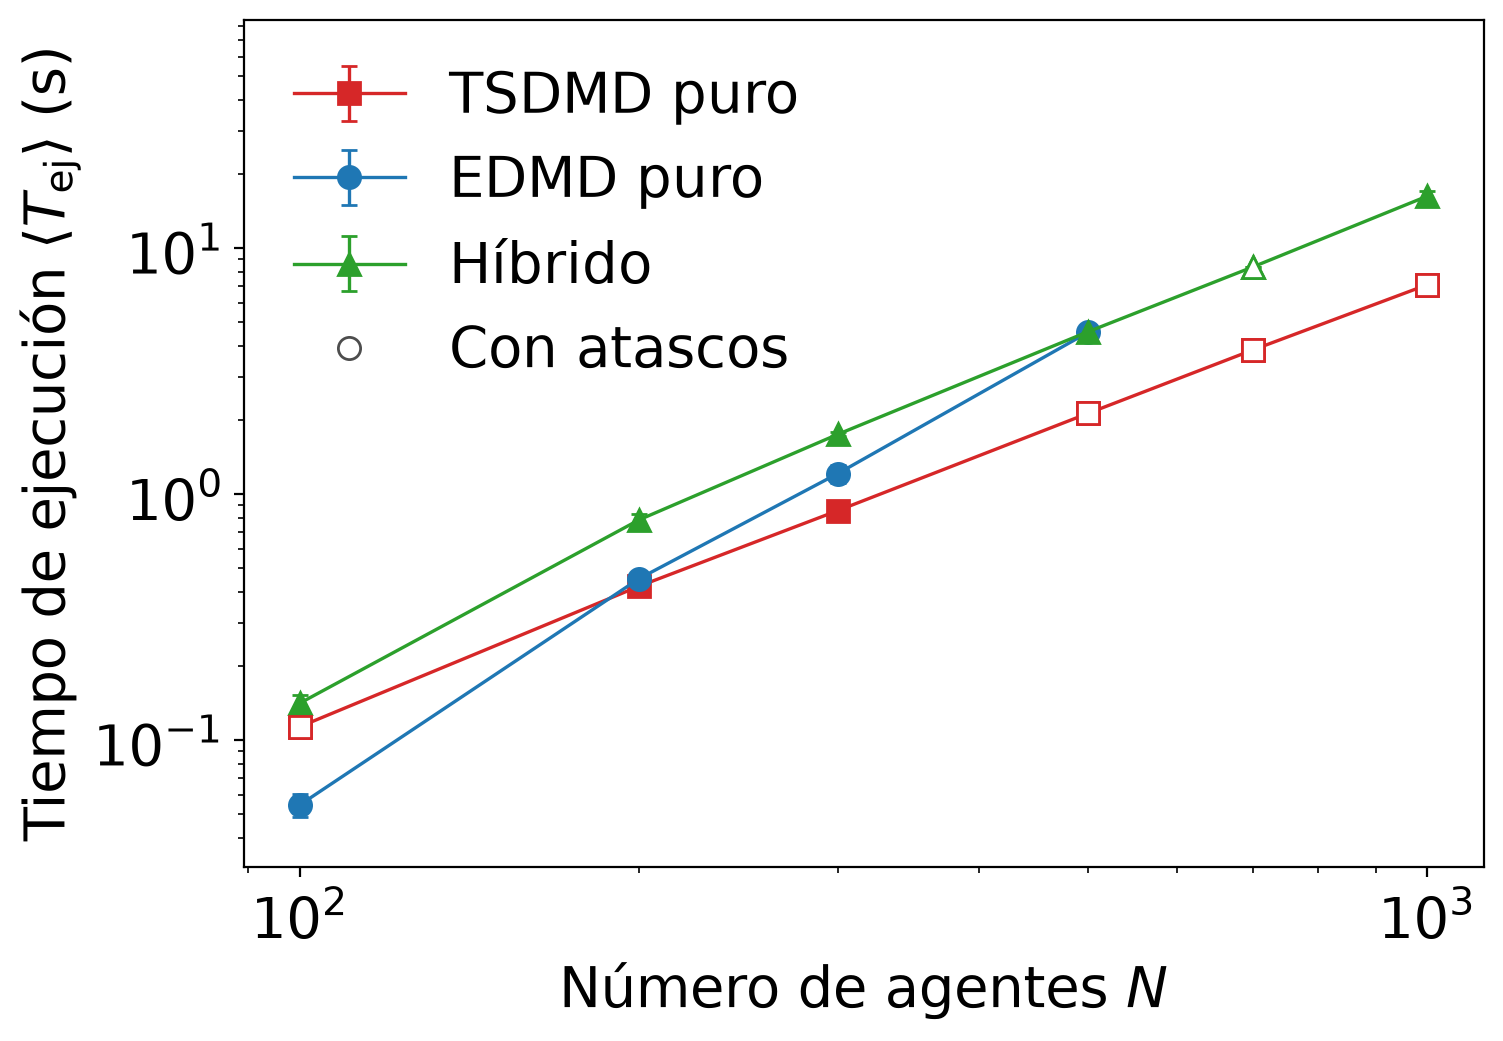 Tiempo de ejecución ⟨T_ej⟩ (s)
TSDMD puro
EDMD puro
Híbrido
Con atascos
10¹
10⁰
10⁻¹
10²
10³
Número de agentes N